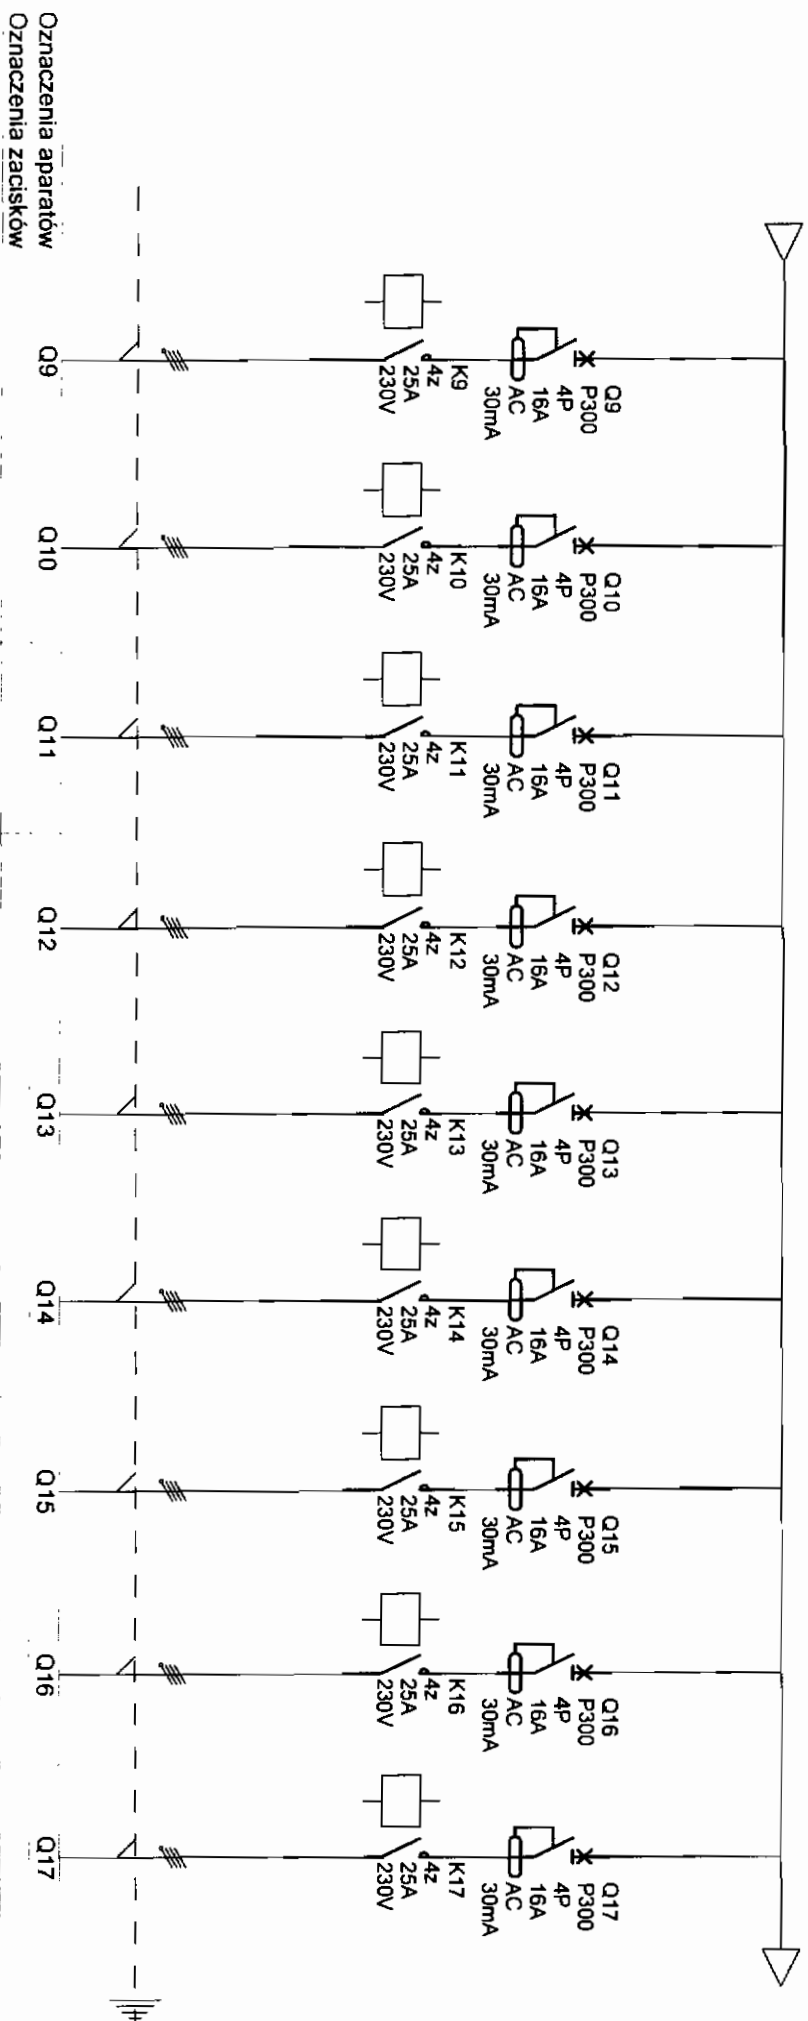 Q9
P300
4P
16A
AC
30mA
K9
4z
25A
230V
Q10
P300
4P
16A
AC
30mA
K10
4z
25A
230V
Q11
P300
4P
16A
AC
30mA
K11
4z
25A
230V
Q12
P300
4P
16A
AC
30mA
K12
4z
25A
230V
Q13
P300
4P
16A
AC
30mA
K13
4z
25A
230V
Q14
P300
4P
16A
AC
30mA
K14
4z
25A
230V
Q15
P300
4P
16A
AC
30mA
K15
4z
25A
230V
Q16
P300
4P
16A
AC
30mA
K16
4z
25A
230V
Q17
P300
4P
16A
AC
30mA
K17
4z
25A
230V
Oznaczenia aparatów
Q9
Q10
Q11
Q12
Q13
Q14
Q15
Q16
Q17
Oznaczenia zacisków